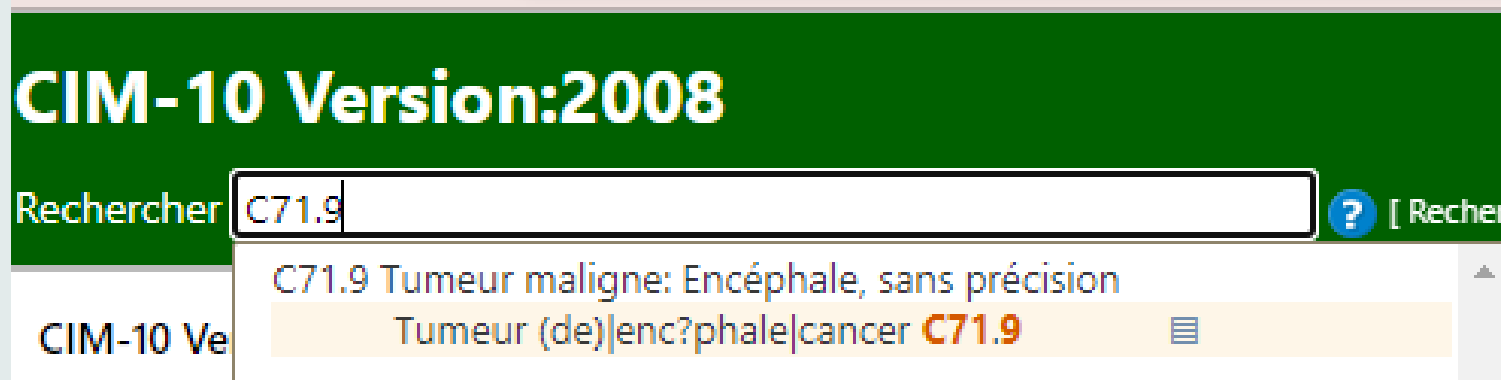 CIM-10 Version:2008
Rechercher C71.9 ? [ Recher
C71.9 Tumeur maligne: Encéphale, sans précision
Tumeur (de)|enc?phale|cancer C71.9
CIM-10 Ve